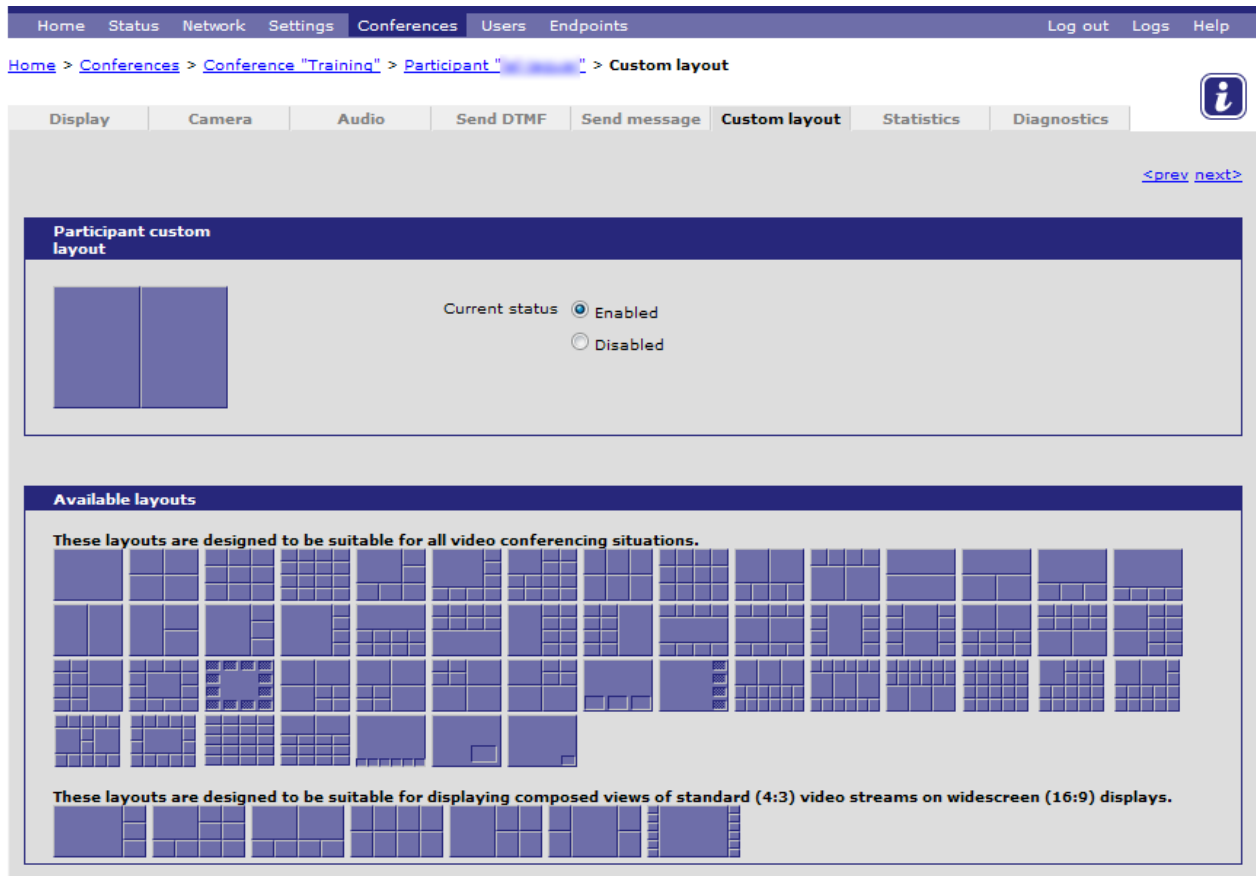 Home Status Network Settings Conferences Users Endpoints Log out Logs Help
Home > Conferences > Conference "Training" > Participant "" > Custom layout
i
Display Camera Audio Send DTMF Send message Custom layout Statistics Diagnostics
<prev next>
Participant custom
layout
Current status Enabled
Disabled
Available layouts
These layouts are designed to be suitable for all video conferencing situations.
These layouts are designed to be suitable for displaying composed views of standard (4:3) video streams on widescreen (16:9) displays.